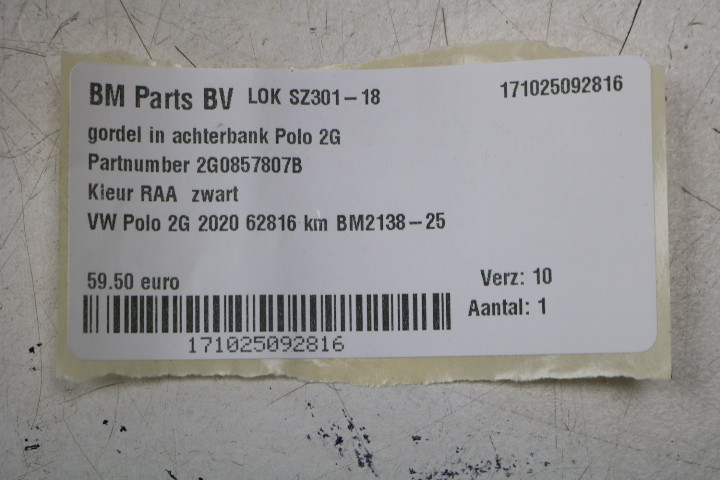 BM Parts BV LOK SZ301-18 171025092816
gordel in achterbank Polo 2G
Partnumber 2G0857807B
Kleur RAA zwart
VW Polo 2G 2020 62816 km BM2138-25
59.50 euro Verz: 10
Aantal: 1
171025092816